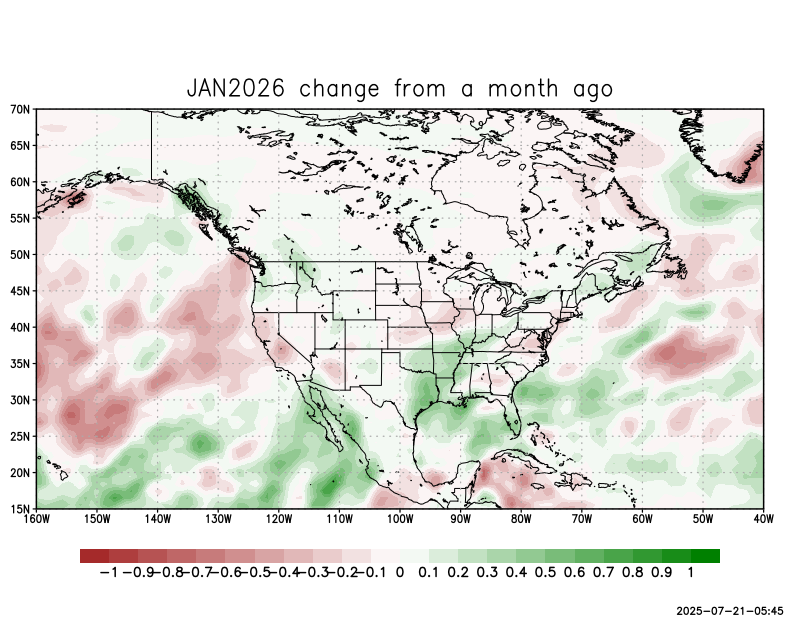 JAN2026 change from a month ago
70N
65N
60N
55N
50N
45N
40N
35N
30N
25N
20N
15N
160W 150W 140W 130W 120W 110W 100W 90W 80W 70W 60W 50W 40W
-1 -0.9 -0.8 -0.7 -0.6 -0.5 -0.4 -0.3 -0.2 -0.1 0 0.1 0.2 0.3 0.4 0.5 0.6 0.7 0.8 0.9 1
2025-07-21-05:45